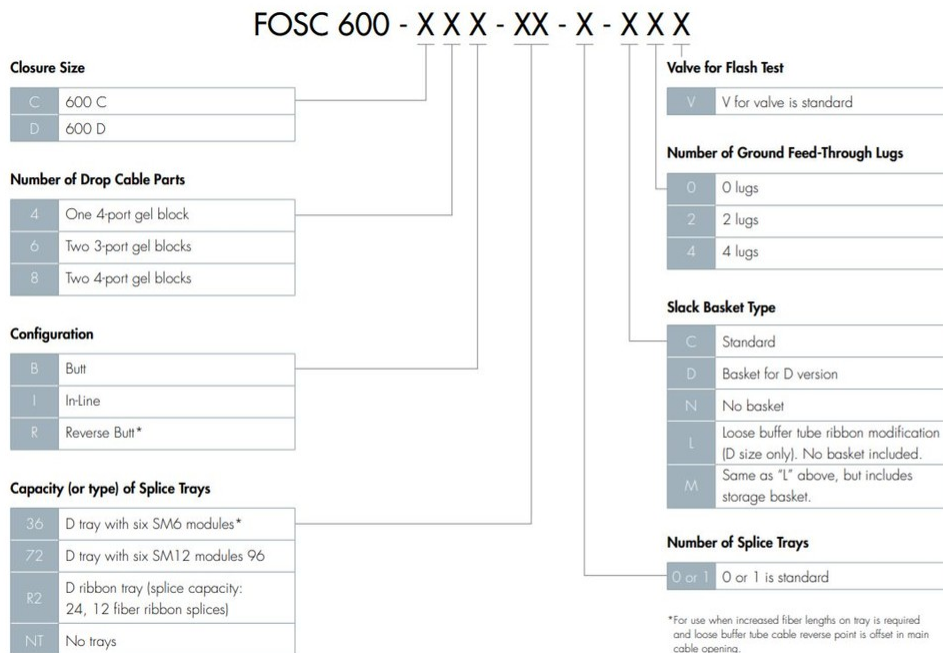 FOSC 600 - X X X - XX - X - X X X
Closure Size
C 600 C
D 600 D
Number of Drop Cable Parts
4 One 4-port gel block
6 Two 3-port gel blocks
8 Two 4-port gel blocks
Configuration
B Butt
I In-Line
R Reverse Butt*
Capacity (or type) of Splice Trays
36 D tray with six SM6 modules*
72 D tray with six SM12 modules 96
R2 D ribbon tray (splice capacity:
24, 12 fiber ribbon splices)
NT No trays
Valve for Flash Test
V V for valve is standard
Number of Ground Feed-Through Lugs
0 0 lugs
2 2 lugs
4 4 lugs
Slack Basket Type
C Standard
D Basket for D version
N No basket
L Loose buffer tube ribbon modification
(D size only). No basket included.
M Same as "L" above, but includes
storage basket.
Number of Splice Trays
0 or 1 0 or 1 is standard
*For use when increased fiber lengths on tray is required
and loose buffer tube cable reverse point is offset in main
cable opening.